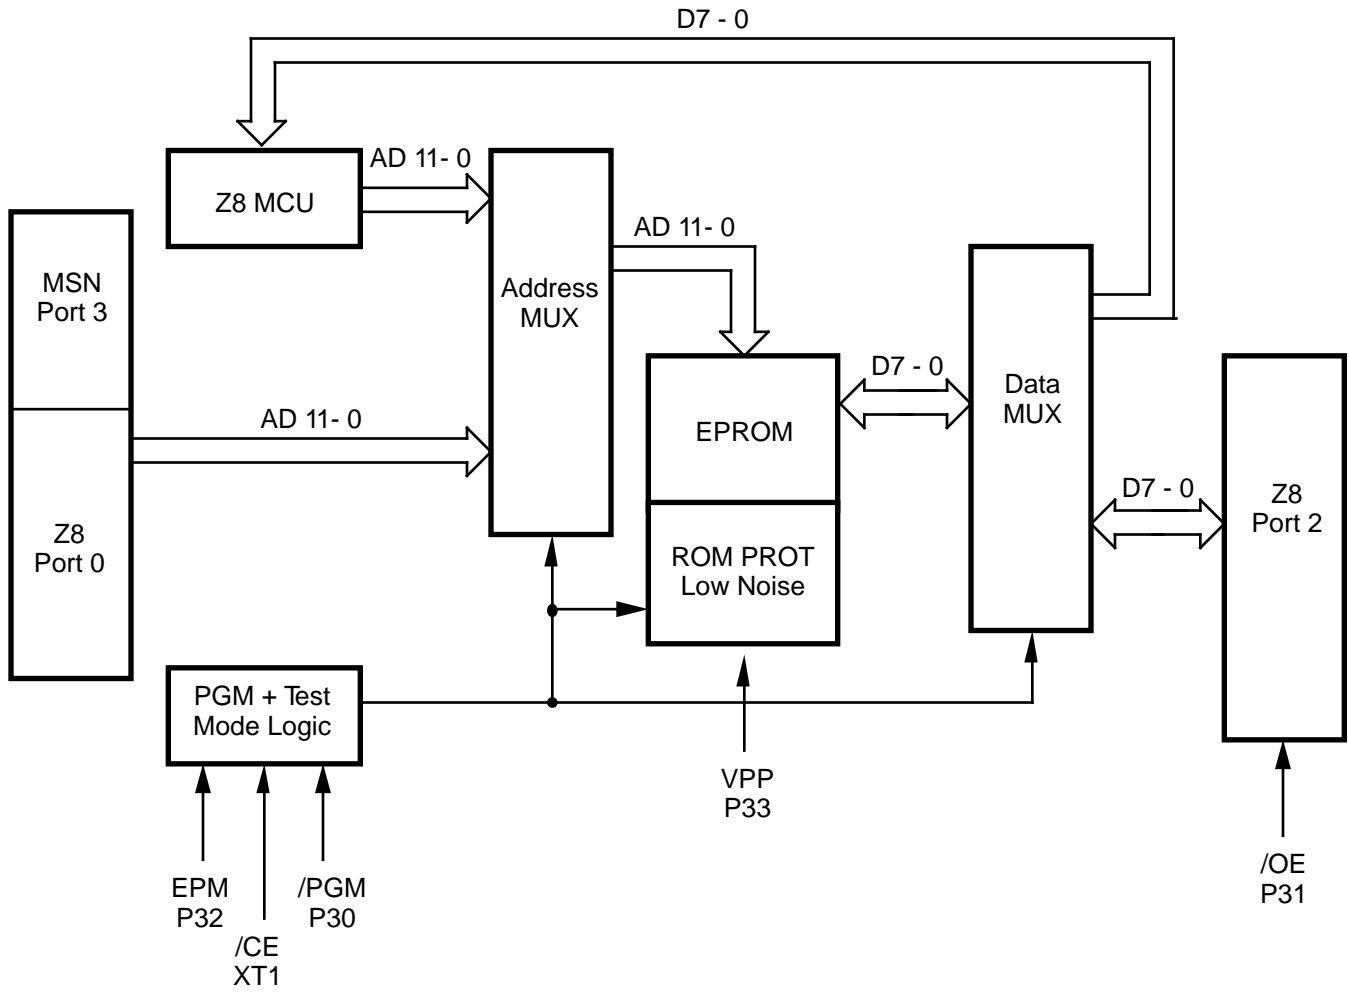 D7 - 0
AD 11- 0
Z8 MCU
MSN
Port 3
AD 11- 0
Address
MUX
D7 - 0
Data
MUX
AD 11- 0
EPROM
D7 - 0
Z8
Port 2
Z8
Port 0
ROM PROT
Low Noise
PGM + Test
Mode Logic
VPP
P33
EPM
P32
/PGM
P30
/OE
P31
/CE
XT1